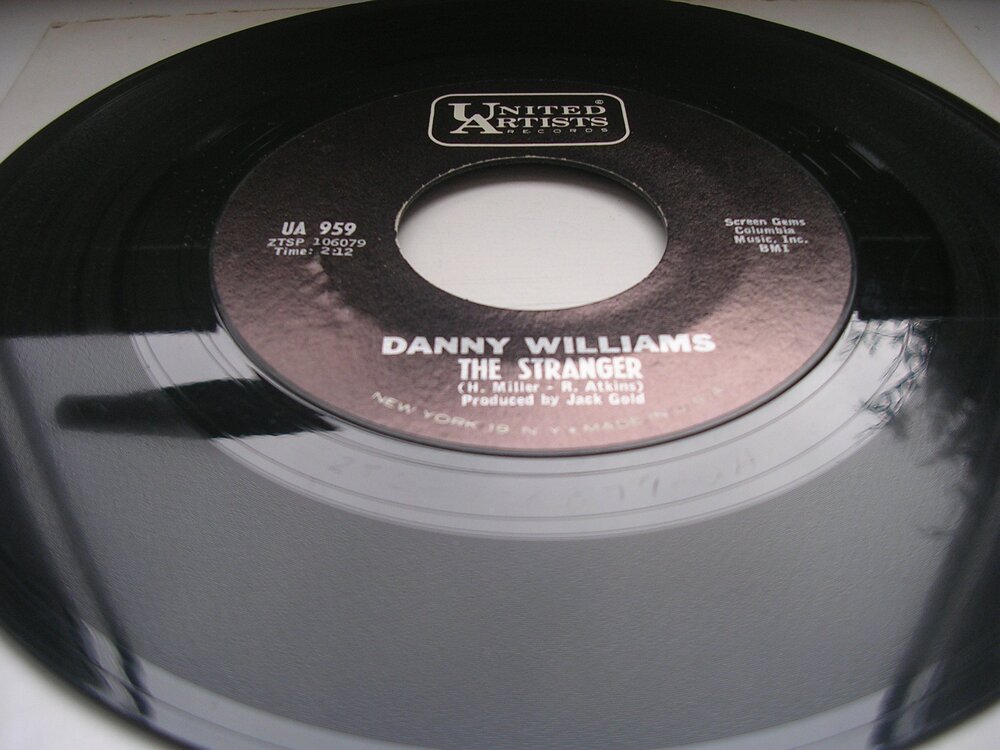 UNITED
ARTISTS
RECORDS
UA 959
ZTSP 106079
Time: 2:12
Screen Gems
Columbia
Music, Inc.
BMI
DANNY WILLIAMS
THE STRANGER
(H. Miller - R. Atkins)
Produced by Jack Gold
NEW YORK 19 N Y • MADE IN U.S.A.